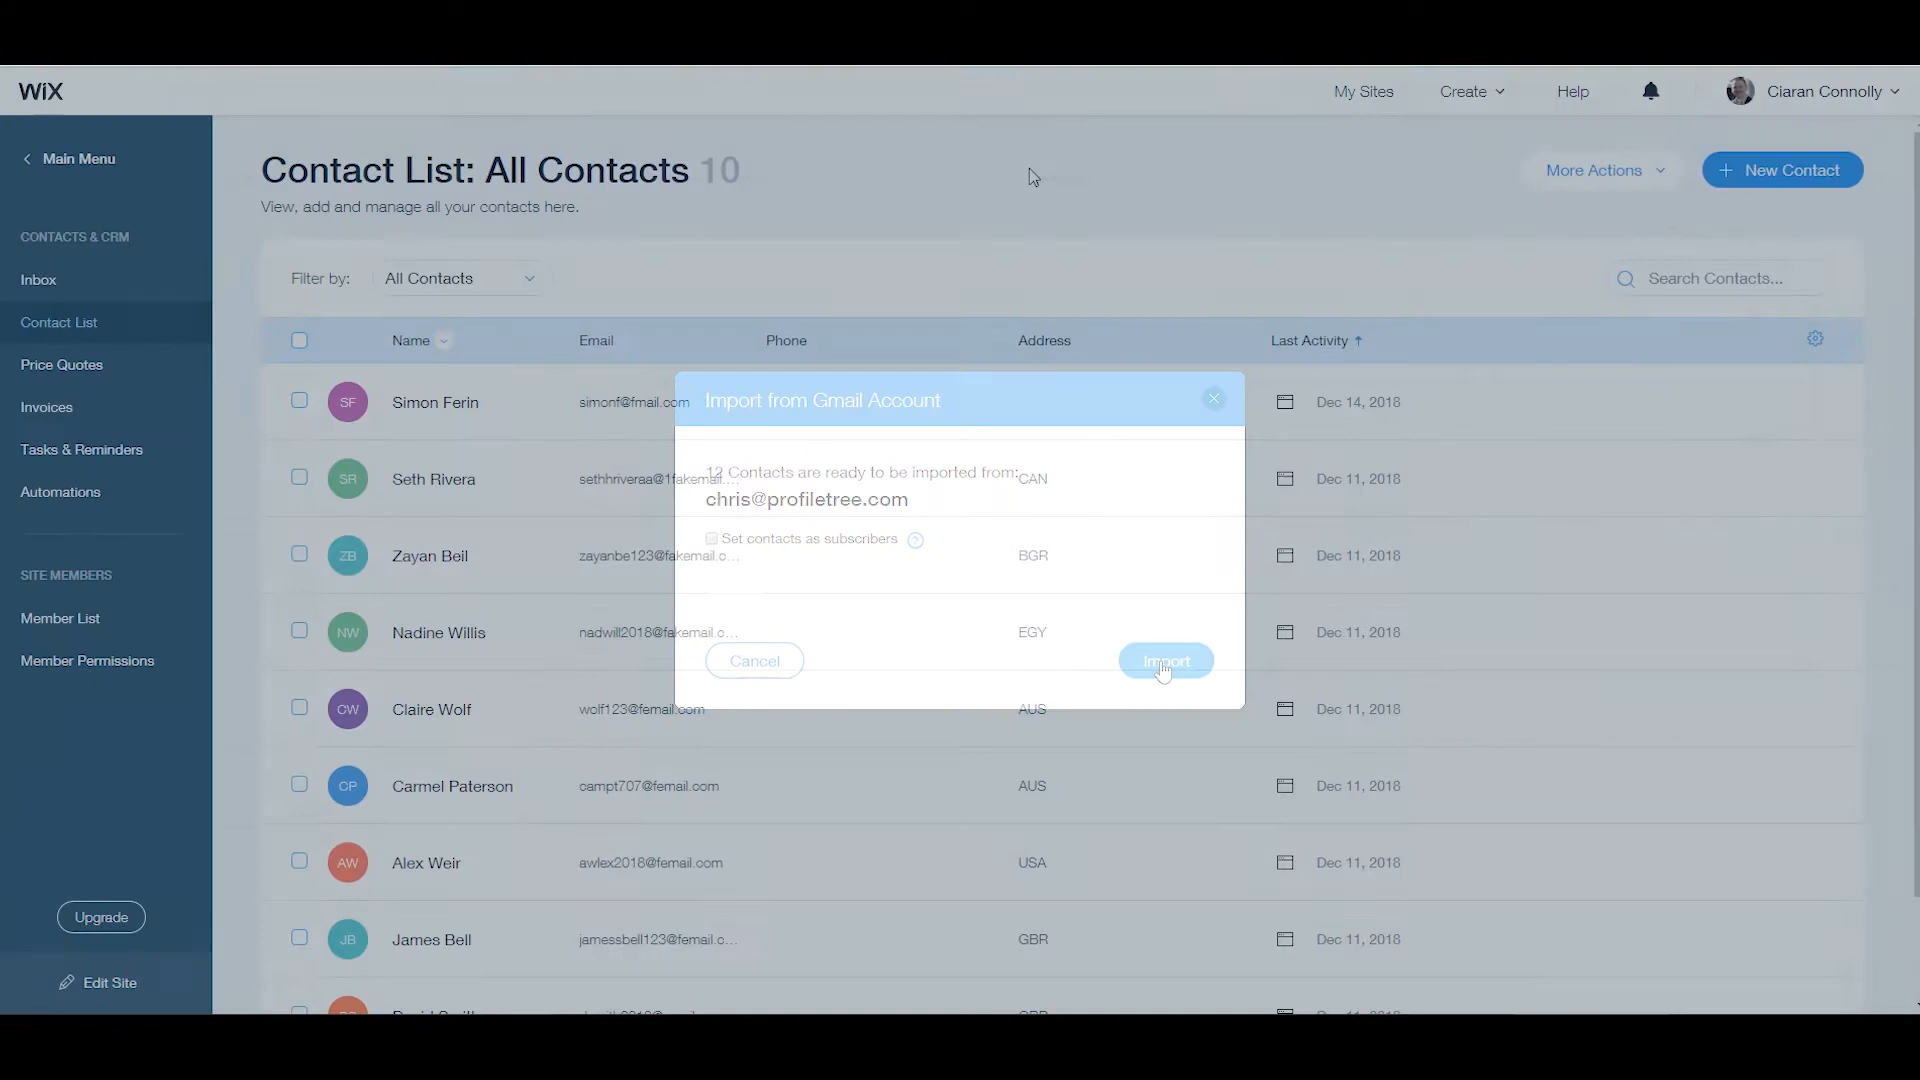 WiX
My Sites
Create
Help
Ciaran Connolly
Main Menu
CONTACTS & CRM
Inbox
Contact List
Price Quotes
Invoices
Tasks & Reminders
Automations
SITE MEMBERS
Member List
Member Permissions
Upgrade
Edit Site
Contact List: All Contacts 10
View, add and manage all your contacts here.
More Actions
+ New Contact
Filter by: All Contacts
Search Contacts...
Name Email Phone Address Last Activity
SF Simon Ferin simonf@fmail.com Dec 14, 2018
SR Seth Rivera sethhriveraa@1fakemail.... CAN Dec 11, 2018
ZB Zayan Beil zayanbe123@fakemail.c... BGR Dec 11, 2018
NW Nadine Willis nadwill2018@fakemail.c... EGY Dec 11, 2018
CW Claire Wolf wolf123@femail.com AUS Dec 11, 2018
CP Carmel Paterson campt707@femail.com AUS Dec 11, 2018
AW Alex Weir awlex2018@femail.com USA Dec 11, 2018
JB James Bell jamessbell123@femail.c... GBR Dec 11, 2018
Import from Gmail Account
12 Contacts are ready to be imported from:
chris@profiletree.com
Set contacts as subscribers ?
Cancel
Import